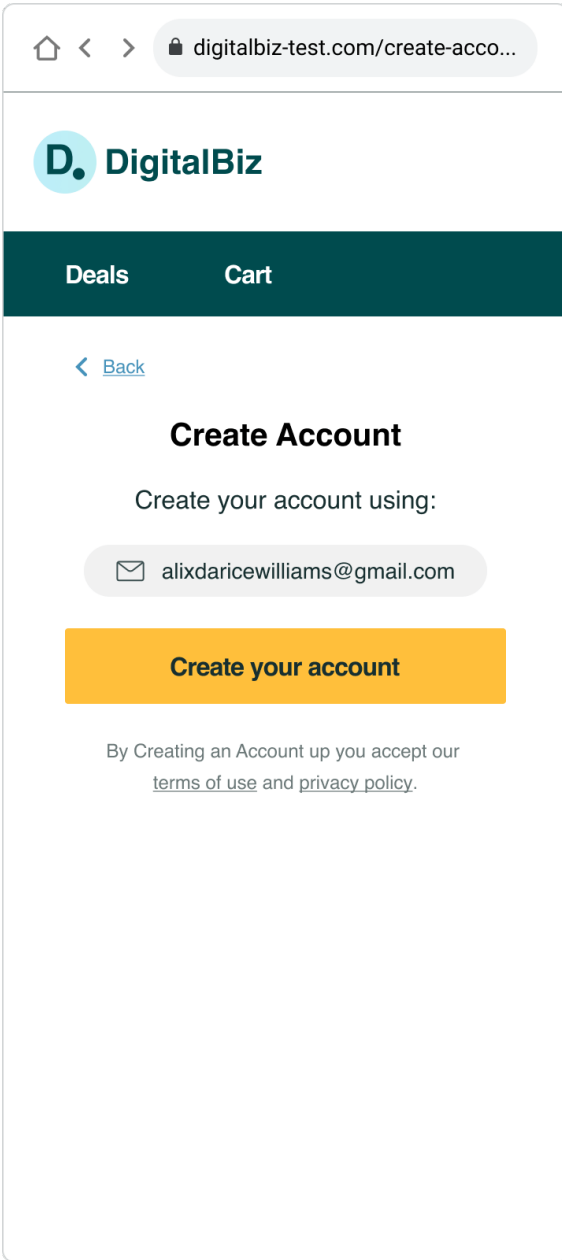 digitalbiz-test.com/create-acco...
D. DigitalBiz
Deals Cart
Back
Create Account
Create your account using:
alixdaricewilliams@gmail.com
Create your account
By Creating an Account up you accept our
terms of use and privacy policy.